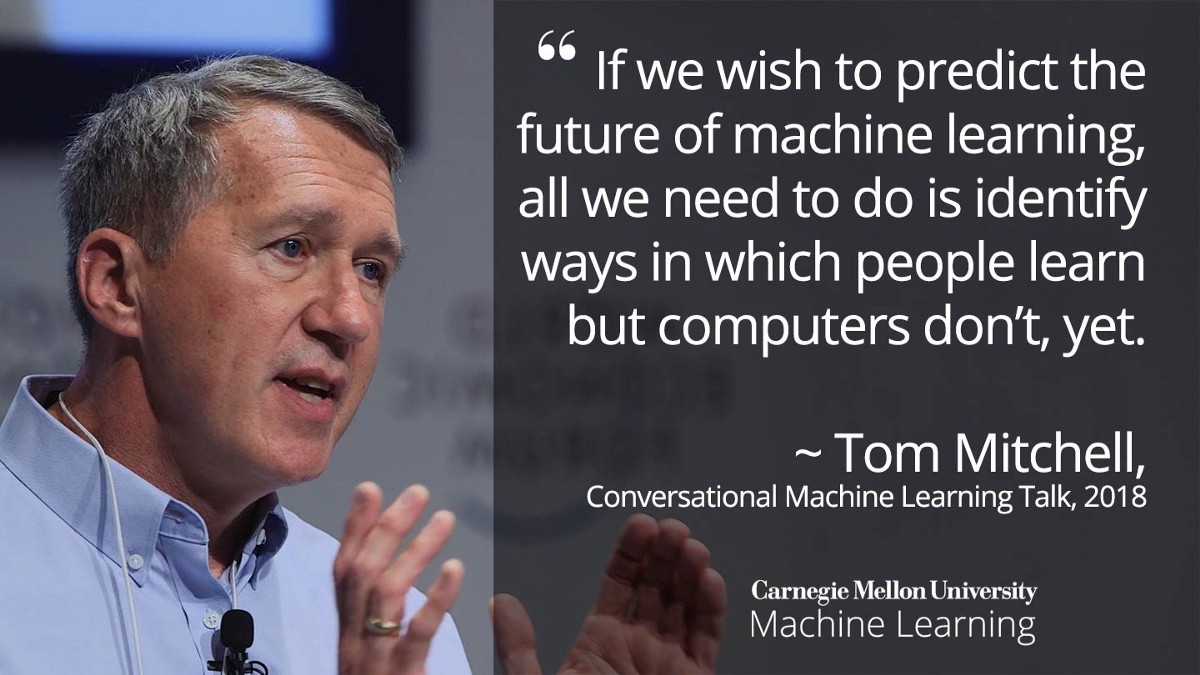 “ If we wish to predict the
future of machine learning,
all we need to do is identify
ways in which people learn
but computers don’t, yet.
~ Tom Mitchell,
Conversational Machine Learning Talk, 2018
Carnegie Mellon University
Machine Learning